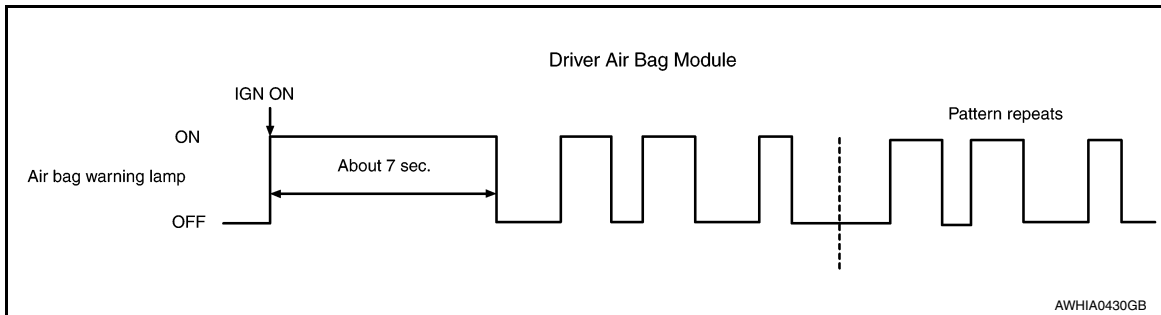 Driver Air Bag Module
IGN ON
Pattern repeats
ON
About 7 sec.
Air bag warning lamp
OFF
AWHIA0430GB